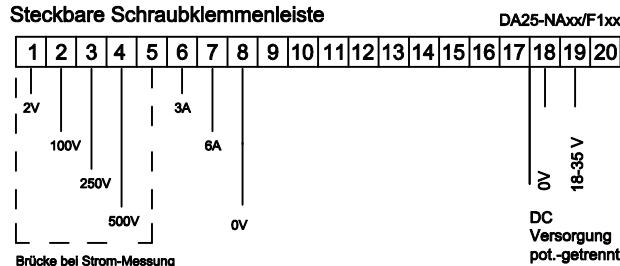 Steckbare Schraubklemmenleiste
DA25-NAxx/F1xx
1 2 3 4 5 6 7 8 9 10 11 12 13 14 15 16 17 18 19 20
2V
3A
100V
6A
250V
0V
18-35 V
500V
0V
DC
Versorgung
pot.-getrennt
Brücke bei Strom-Messung